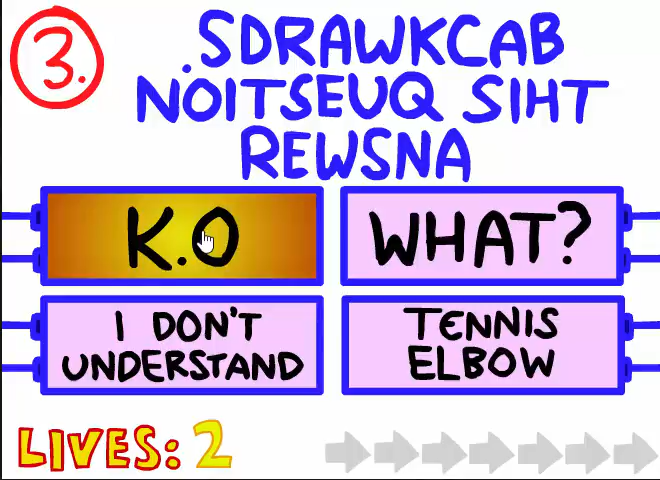 3.
.SDRAWKCAB
NOITSEUQ SIHT
REWSNA
K.O
WHAT?
I DON'T
UNDERSTAND
TENNIS
ELBOW
LIVES: 2